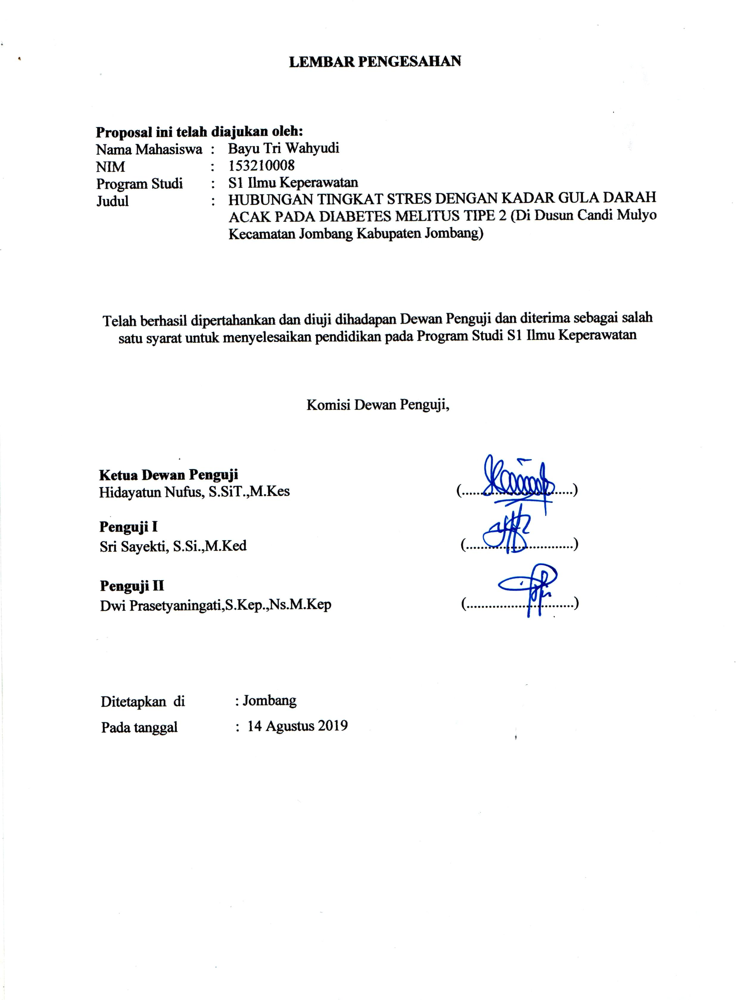 LEMBAR PENGESAHAN
Proposal ini telah diajukan oleh:
Nama Mahasiswa : Bayu Tri Wahyudi
NIM : 153210008
Program Studi : S1 Ilmu Keperawatan
Judul : HUBUNGAN TINGKAT STRES DENGAN KADAR GULA DARAH
ACAK PADA DIABETES MELITUS TIPE 2 (Di Dusun Candi Mulyo
Kecamatan Jombang Kabupaten Jombang)
Telah berhasil dipertahankan dan diuji dihadapan Dewan Penguji dan diterima sebagai salah
satu syarat untuk menyelesaikan pendidikan pada Program Studi S1 Ilmu Keperawatan
Komisi Dewan Penguji,
Ketua Dewan Penguji
Hidayatun Nufus, S.SiT.,M.Kes (..............................)
Penguji I
Sri Sayekti, S.Si.,M.Ked (..............................)
Penguji II
Dwi Prasetyaningati,S.Kep.,Ns.M.Kep (..............................)
Ditetapkan di : Jombang
Pada tanggal : 14 Agustus 2019